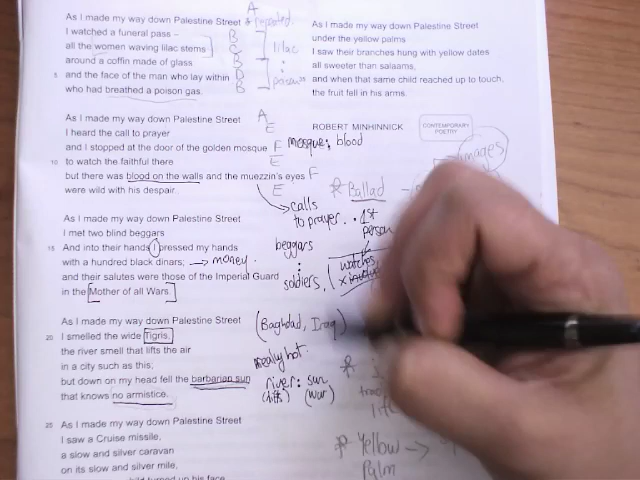 As I made my way down Palestine Street
I watched a funeral pass –
all the women waving lilac stems
around a coffin made of glass
5 and the face of the man who lay within
who had breathed a poison gas.
A
repeated.
B
C
B
D
B
lilac
:
poison
As I made my way down Palestine Street
I heard the call to prayer
and I stopped at the door of the golden mosque
10 to watch the faithful there
but there was blood on the walls and the muezzin's eyes
were wild with his despair.
A
E
F mosque; blood
E
F
E
calls
to prayer.
As I made my way down Palestine Street
I met two blind beggars
15 And into their hands I pressed my hands
with a hundred black dinars; → money.
and their salutes were those of the Imperial Guard
in the Mother of all Wars.
beggars
:
soldiers,
As I made my way down Palestine Street
20 I smelled the wide Tigris,
the river smell that lifts the air
in a city such as this;
but down on my head fell the barbarian sun
that knows no armistice.
(Baghdad, Iraq)
really hot.
river: sun
(lifts) (war)
25 As I made my way down Palestine Street
I saw a Cruise missile,
a slow and silver caravan
on its slow and silver mile,
turned up his face
As I made my way down Palestine Street
under the yellow palms
I saw their branches hung with yellow dates
all sweeter than salaams,
35 and when that same child reached up to touch,
the fruit fell in his arms.
ROBERT MINHINNICK
CONTEMPORARY
POETRY
images
Ballad
• 1st
person
watches,
Yellow →
Palm